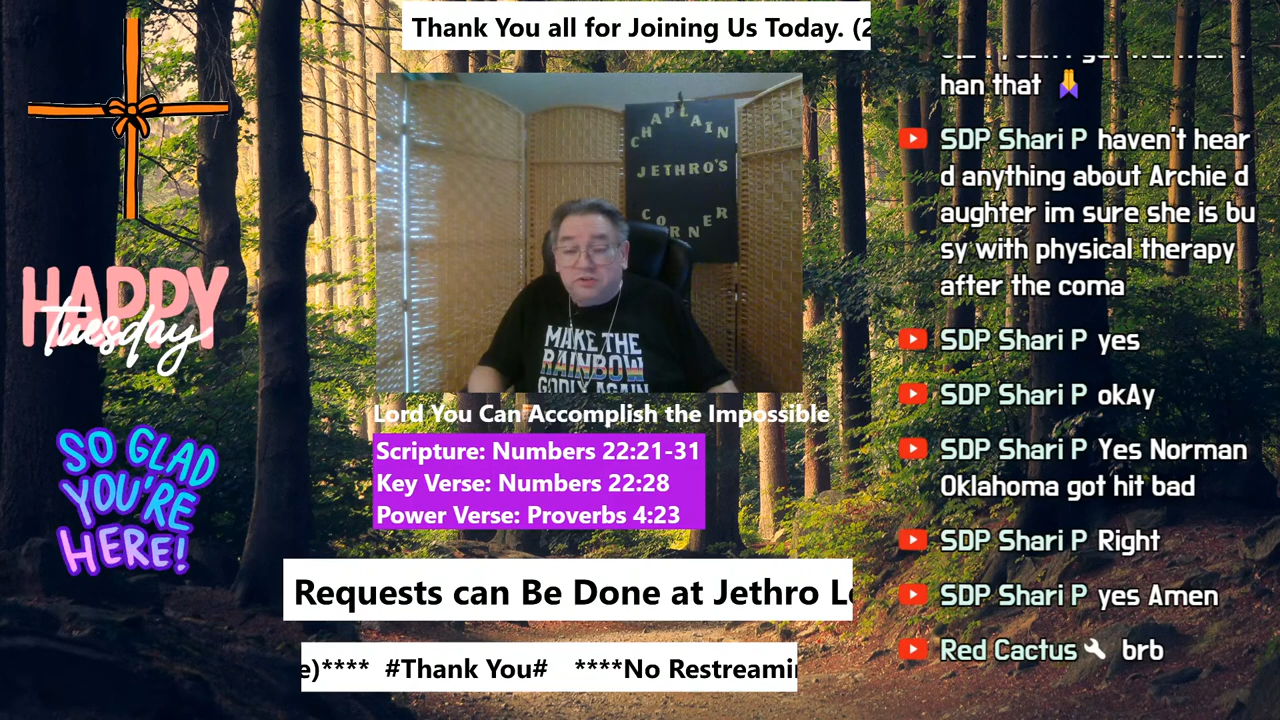 Thank You all for Joining Us Today. (2
HAPPY
tuesday
SO GLAD
YOU'RE
HERE!
CHAPLAIN
JETHRO'S
CORNER
MAKE THE
RAINBOW
GODLY AGAIN
Lord You Can Accomplish the Impossible
Scripture: Numbers 22:21-31
Key Verse: Numbers 22:28
Power Verse: Proverbs 4:23
Requests can Be Done at Jethro L
e)**** #Thank You# ****No Restreami
han that 🙏
SDP Shari P haven't hear
d anything about Archie d
aughter im sure she is bu
sy with physical therapy
after the coma
SDP Shari P yes
SDP Shari P okAy
SDP Shari P Yes Norman
Oklahoma got hit bad
SDP Shari P Right
SDP Shari P yes Amen
Red Cactus brb